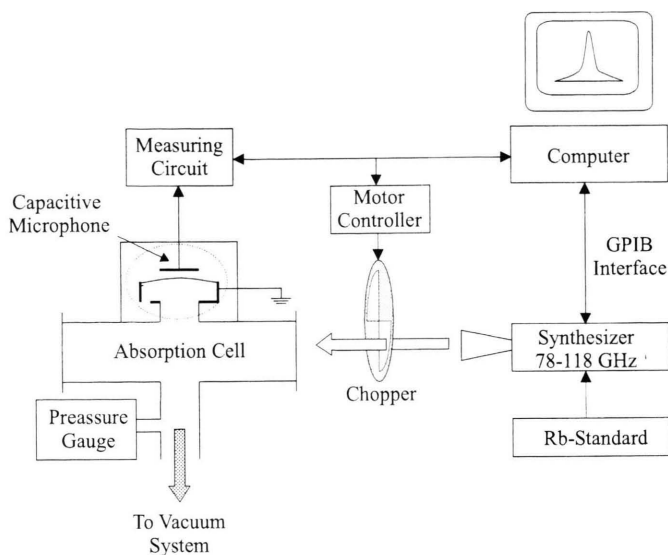 Measuring
Circuit
Computer
Capacitive
Microphone
Motor
Controller
GPIB
Interface
Absorption Cell
Synthesizer
78-118 GHz
Chopper
Preassure
Gauge
Rb-Standard
To Vacuum
System